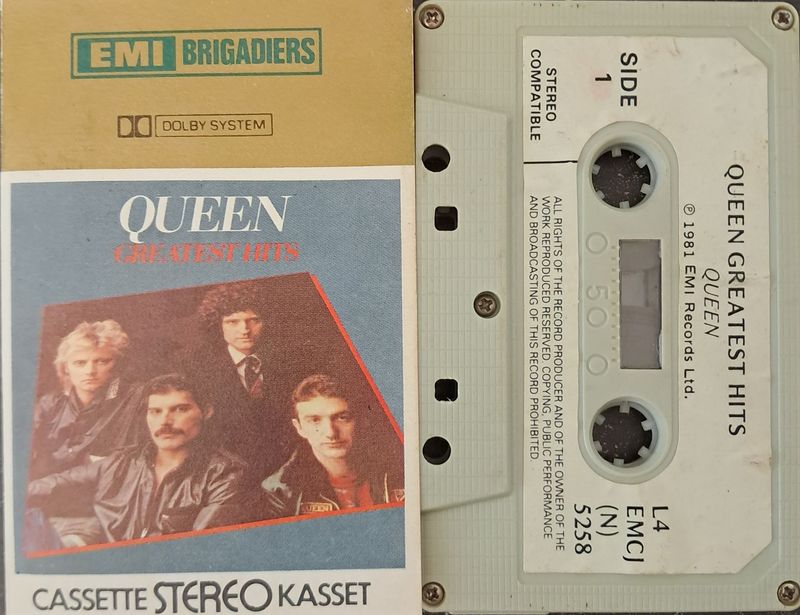 EMI BRIGADIERS
DOLBY SYSTEM
QUEEN
GREATEST HITS
CASSETTE STEREO KASSET
SIDE
1
STEREO
COMPATIBLE
QUEEN GREATEST HITS
QUEEN
℗ 1981 EMI Records Ltd.
ALL RIGHTS OF THE RECORD PRODUCER AND OF THE OWNER OF THE
WORK REPRODUCED RESERVED. COPYING, PUBLIC PERFORMANCE
AND BROADCASTING OF THIS RECORD PROHIBITED.
50
L4
EMCJ
(N)
5258